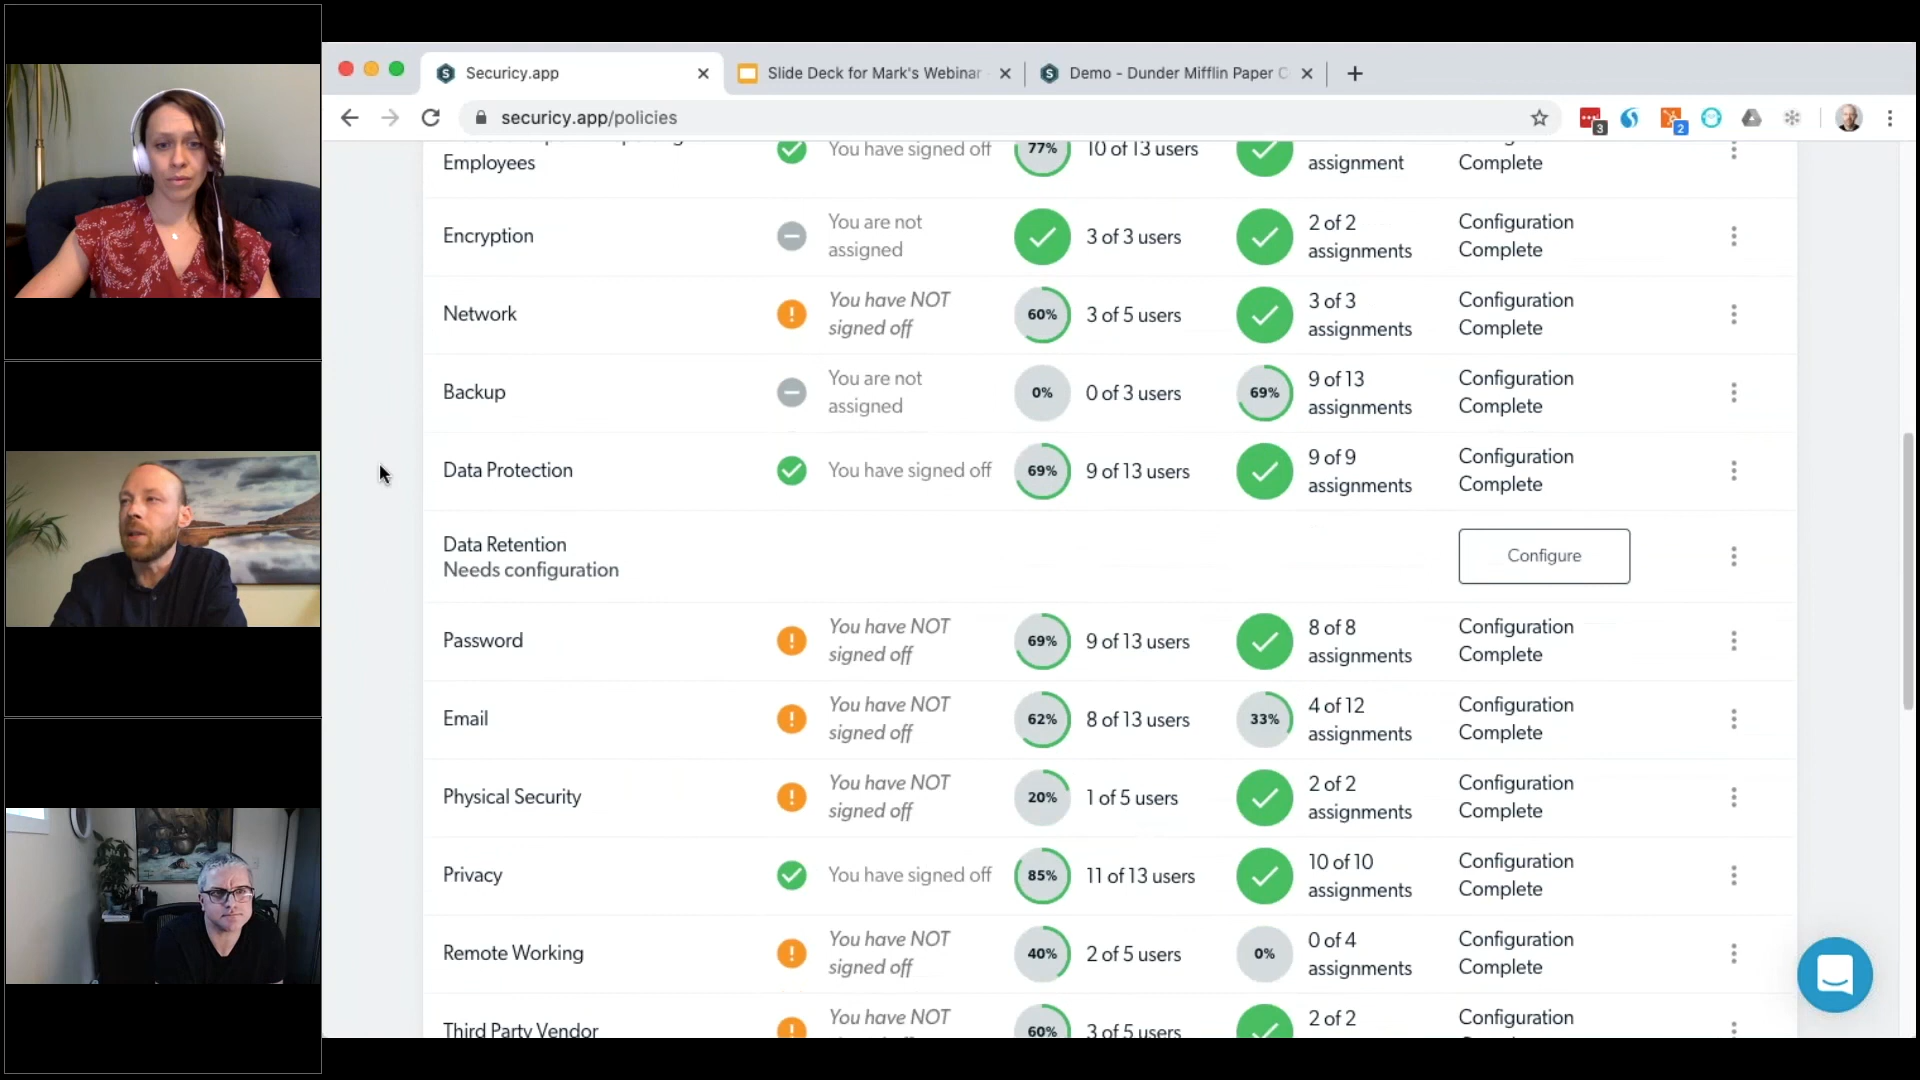 Securicy.app
Slide Deck for Mark's Webinar
Demo - Dunder Mifflin Paper C
securicy.app/policies
3
2
Employees
You have signed off
77%
10 of 13 users
assignment
Complete
Encryption
You are not
assigned
3 of 3 users
2 of 2
assignments
Configuration
Complete
Network
You have NOT
signed off
60%
3 of 5 users
3 of 3
assignments
Configuration
Complete
Backup
You are not
assigned
0%
0 of 3 users
69%
9 of 13
assignments
Configuration
Complete
Data Protection
You have signed off
69%
9 of 13 users
9 of 9
assignments
Configuration
Complete
Data Retention
Needs configuration
Configure
Password
You have NOT
signed off
69%
9 of 13 users
8 of 8
assignments
Configuration
Complete
Email
You have NOT
signed off
62%
8 of 13 users
33%
4 of 12
assignments
Configuration
Complete
Physical Security
You have NOT
signed off
20%
1 of 5 users
2 of 2
assignments
Configuration
Complete
Privacy
You have signed off
85%
11 of 13 users
10 of 10
assignments
Configuration
Complete
Remote Working
You have NOT
signed off
40%
2 of 5 users
0%
0 of 4
assignments
Configuration
Complete
Third Party Vendor
You have NOT
60%
3 of 5 users
2 of 2
Configuration